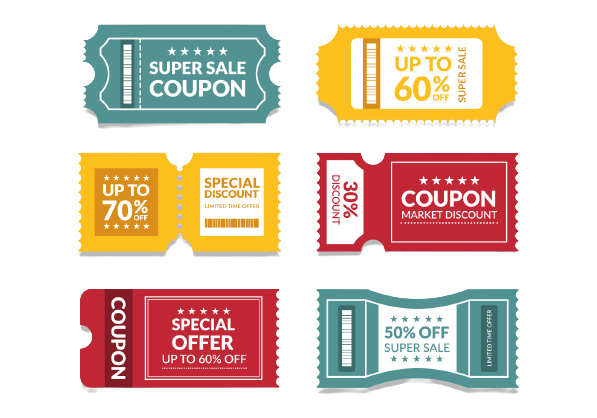 SUPER SALE
COUPON
UP TO
60%
OFF
SUPER SALE
UP TO
70%
OFF
SPECIAL
DISCOUNT
LIMITED TIME OFFER
30%
DISCOUNT
COUPON
MARKET DISCOUNT
COUPON
SPECIAL
OFFER
UP TO 60% OFF
50% OFF
SUPER SALE
LIMITED TIME OFFER